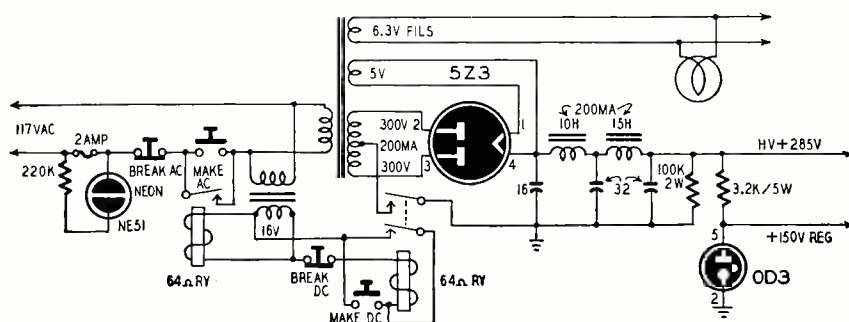 6.3V FILS
5V
5Z3
117VAC
2AMP
220K
NEON
NE51
BREAK AC
MAKE
AC
300V 2
200MA
300V
3
1
4
200MA
10H
15H
HV+285V
16
32
100K
2W
3.2K/5W
+150V REG
5
2
OD3
16V
64Ω RY
BREAK
DC
MAKE DC
64Ω RY